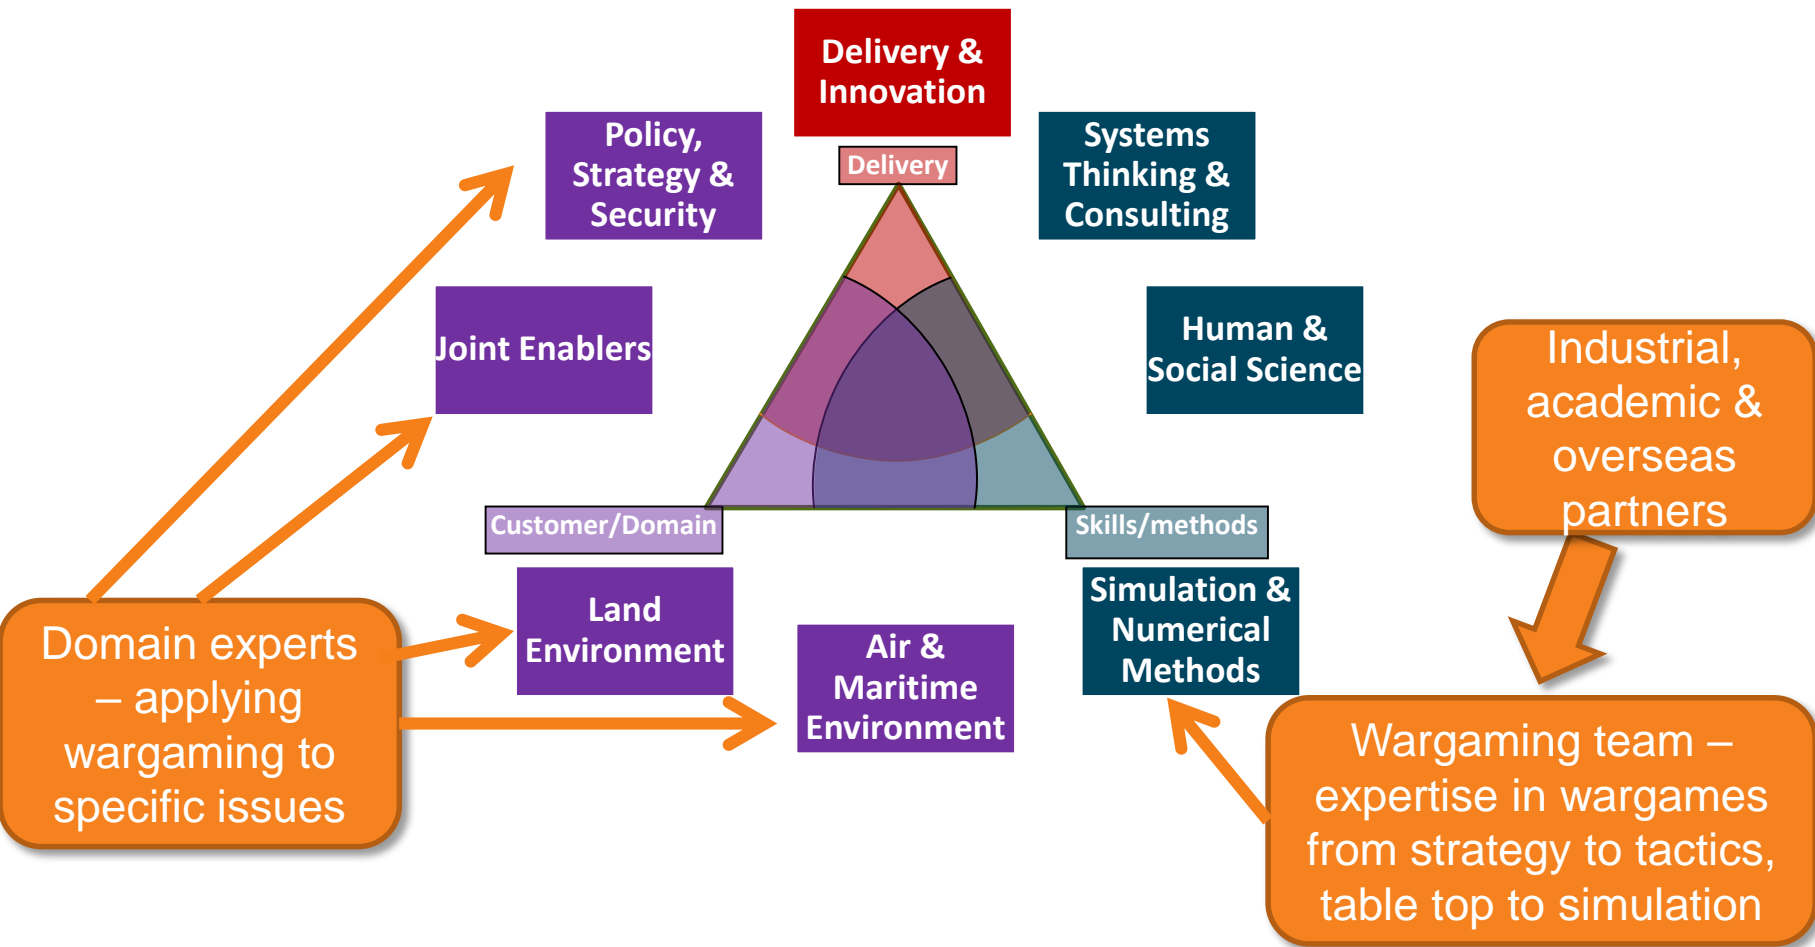 Delivery &
Innovation
Policy,
Strategy &
Security
Systems
Thinking &
Consulting
Delivery
Joint Enablers
Human &
Social Science
Industrial,
academic &
overseas
partners
Customer/Domain
Skills/methods
Land
Environment
Air &
Maritime
Environment
Simulation &
Numerical
Methods
Domain experts
– applying
wargaming to
specific issues
Wargaming team –
expertise in wargames
from strategy to tactics,
table top to simulation